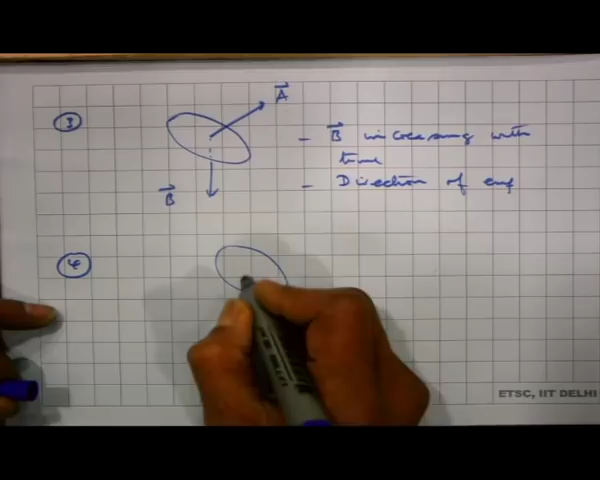 3
A
- B increasing with
time
B
- Direction of emf
4
ETSC, IIT DELHI